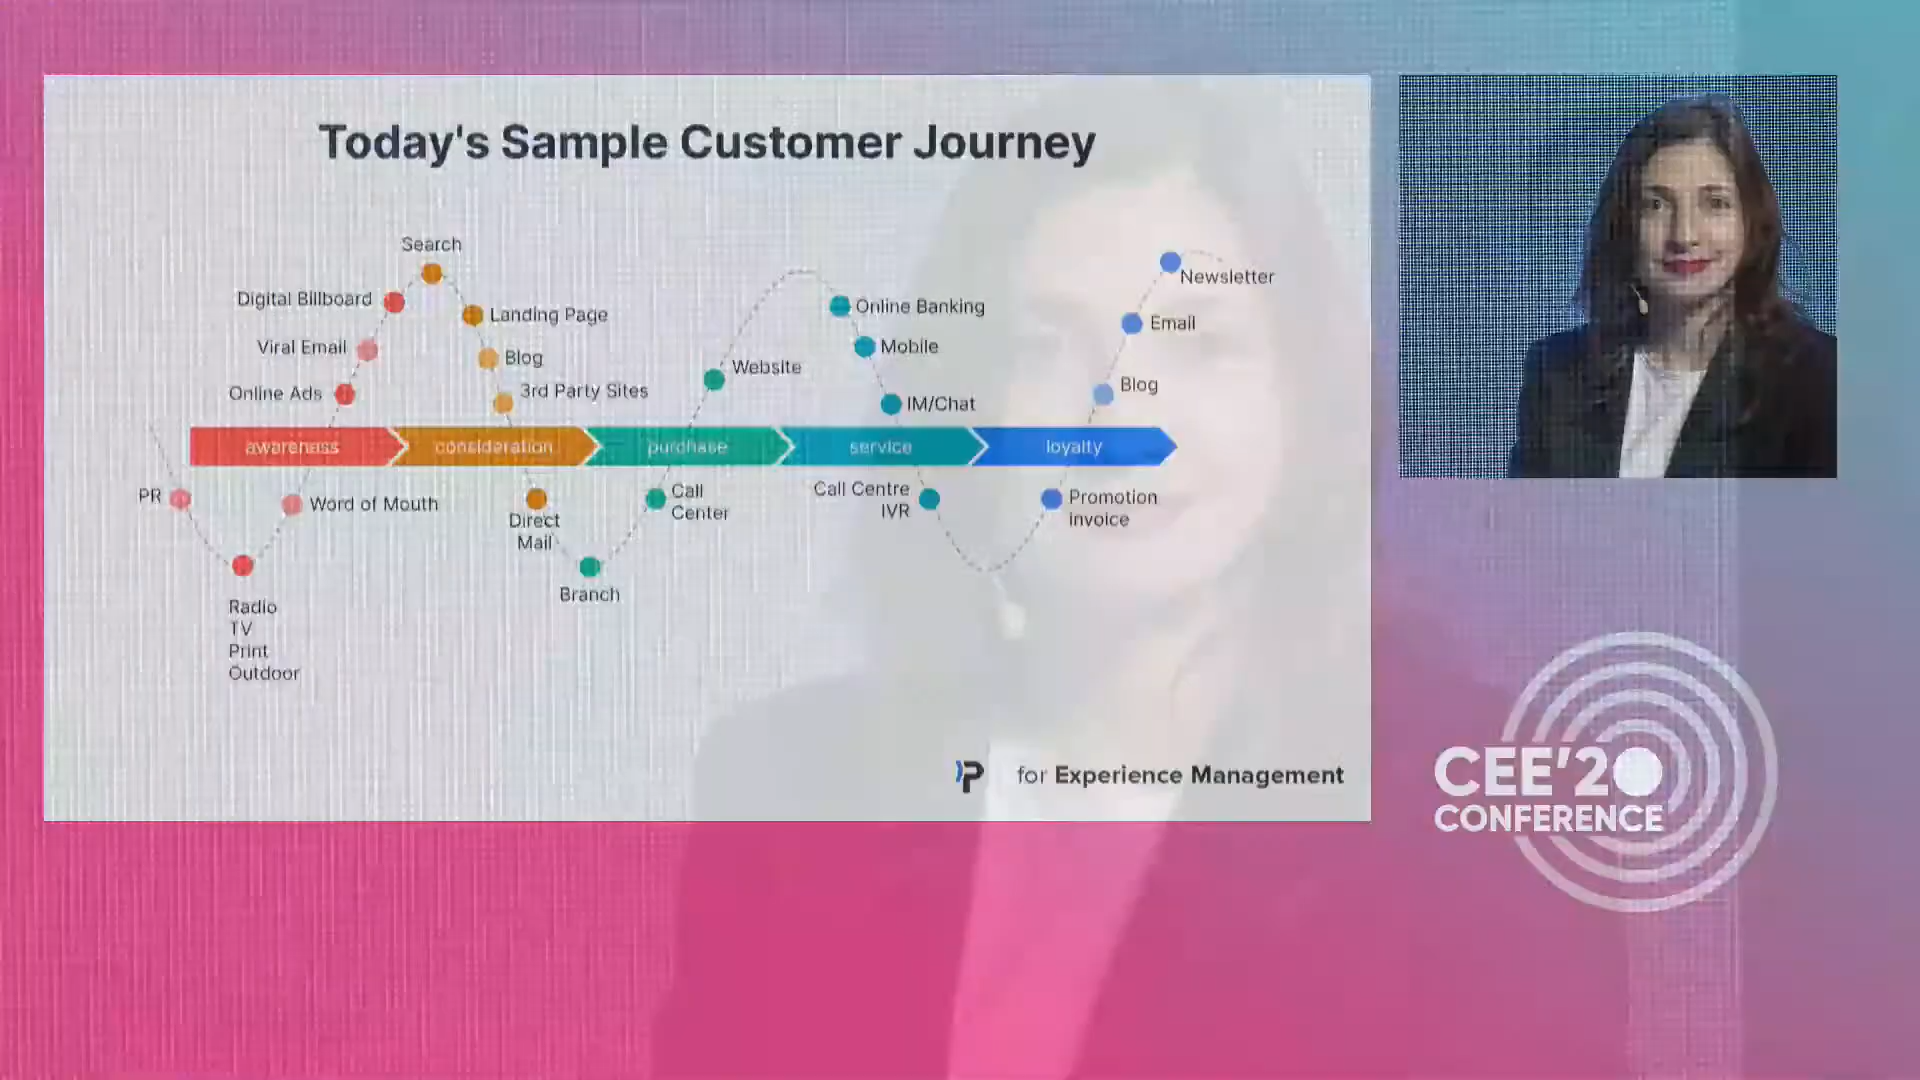 Today's Sample Customer Journey
Search
Digital Billboard
Landing Page
Viral Email
Blog
Online Ads
3rd Party Sites
Website
Online Banking
Mobile
IM/Chat
Newsletter
Email
Blog
awareness
consideration
purchase
service
loyalty
PR
Word of Mouth
Radio
TV
Print
Outdoor
Direct
Mail
Branch
Call
Center
Call Centre
IVR
Promotion
invoice
P for Experience Management
CEE'20
CONFERENCE